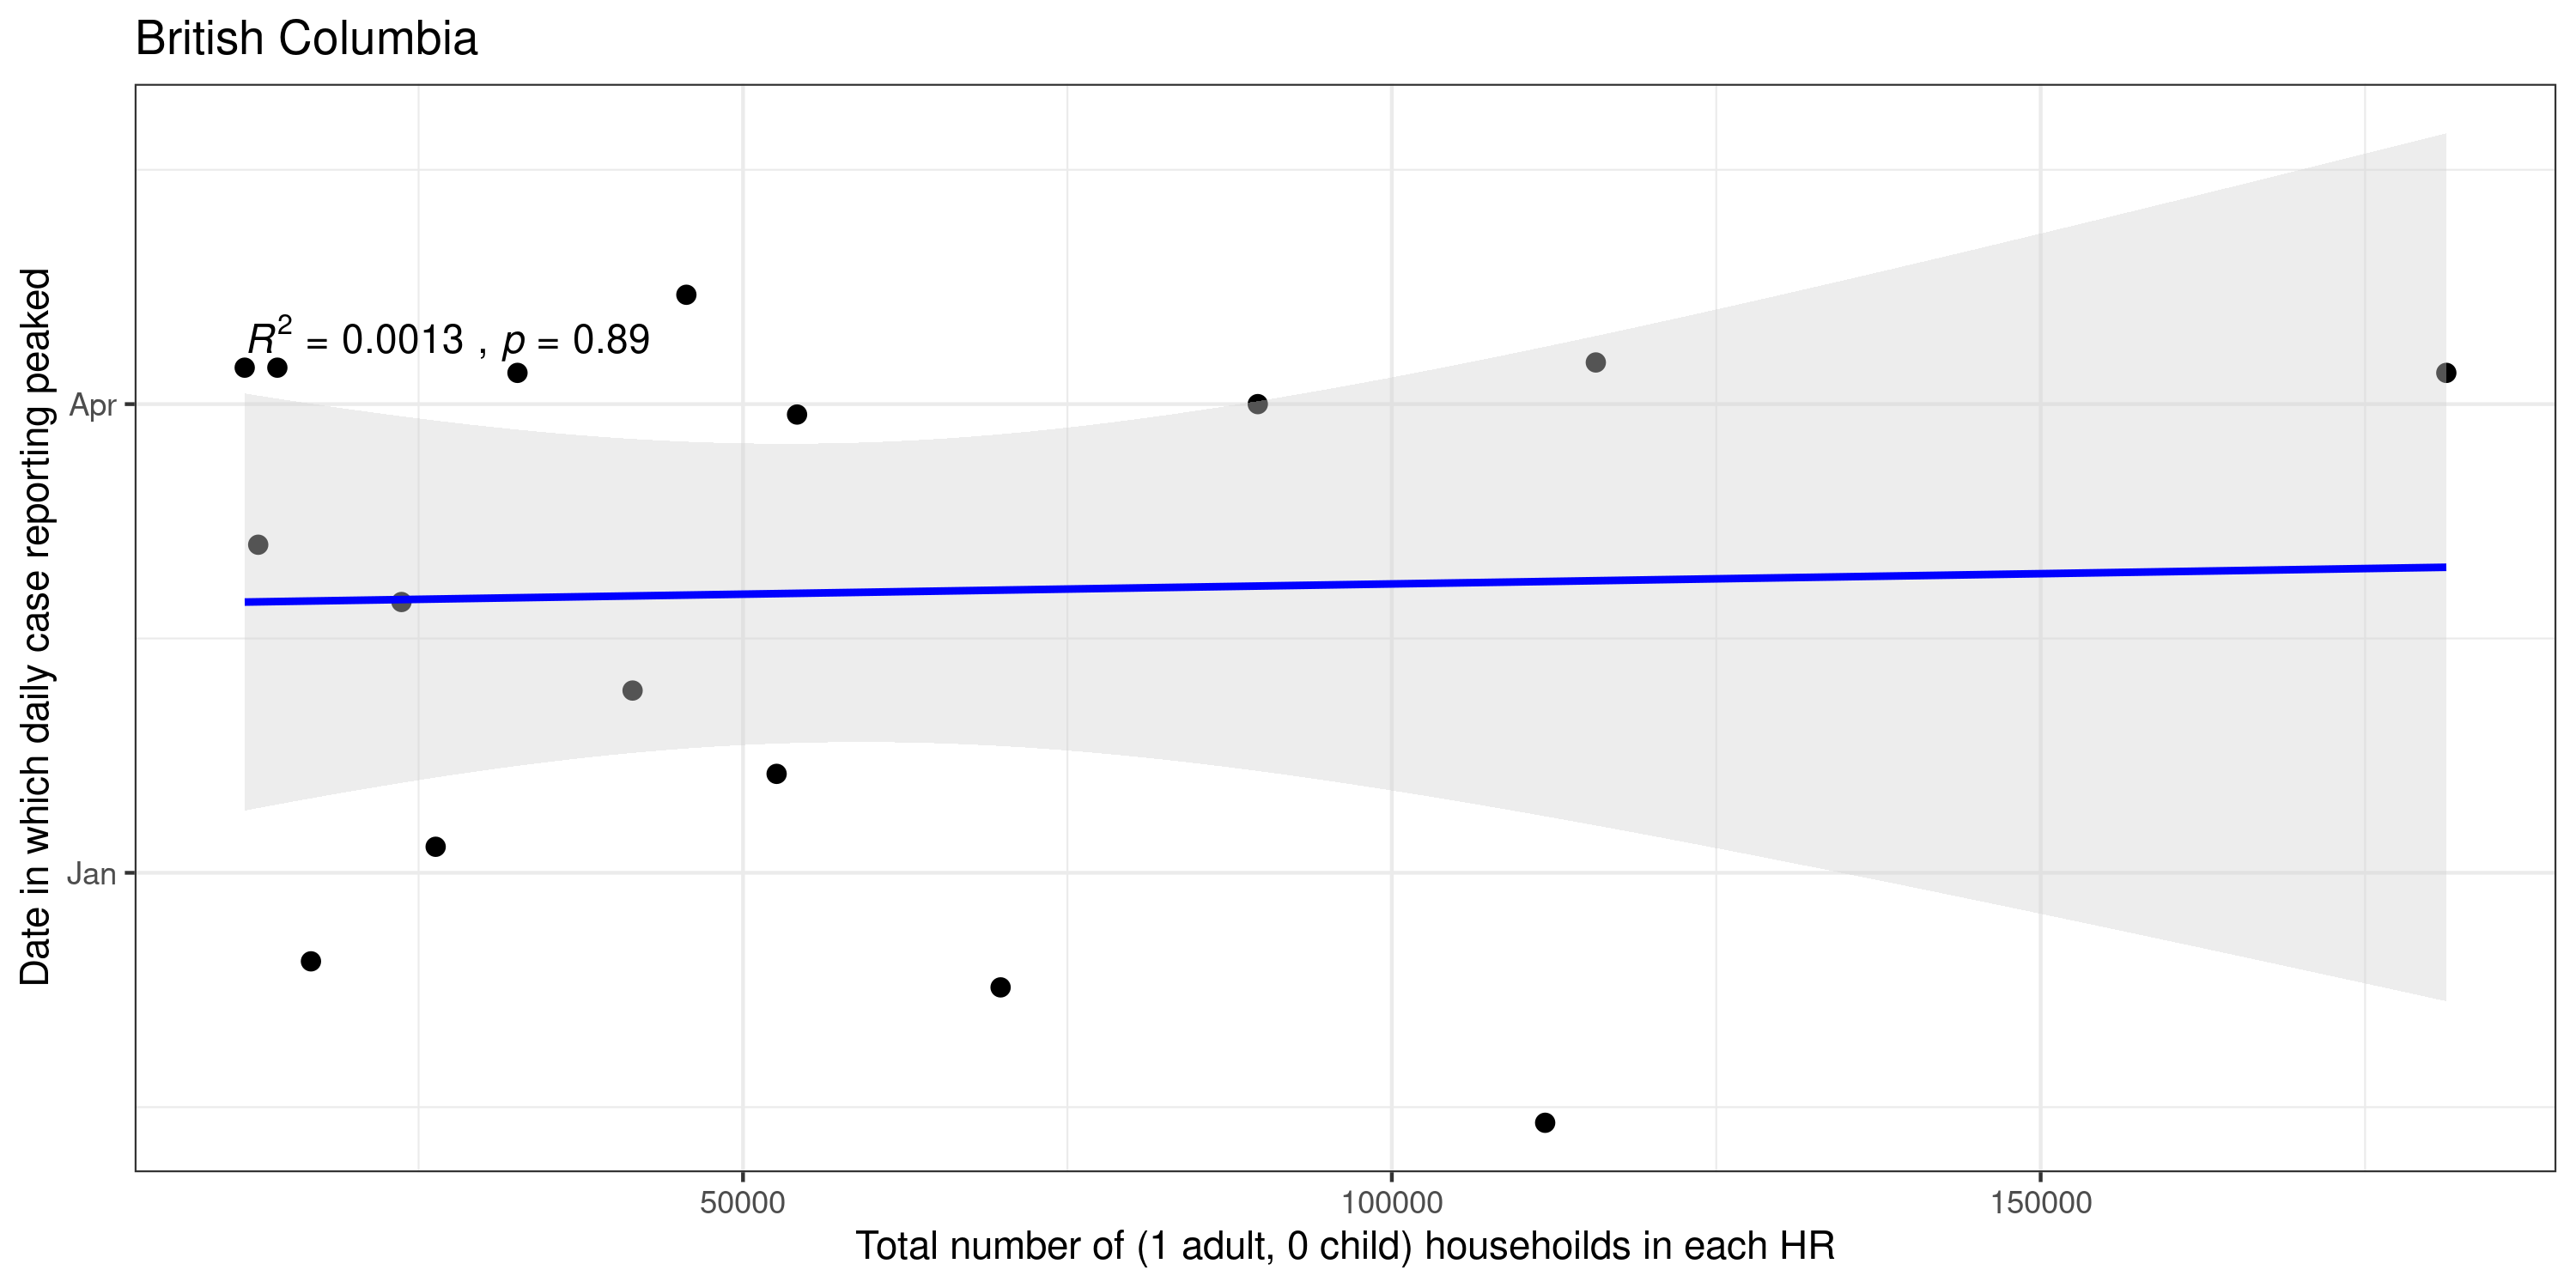 British Columbia
R² = 0.0013 , p = 0.89
Date in which daily case reporting peaked
Apr
Jan
50000
100000
150000
Total number of (1 adult, 0 child) househoilds in each HR